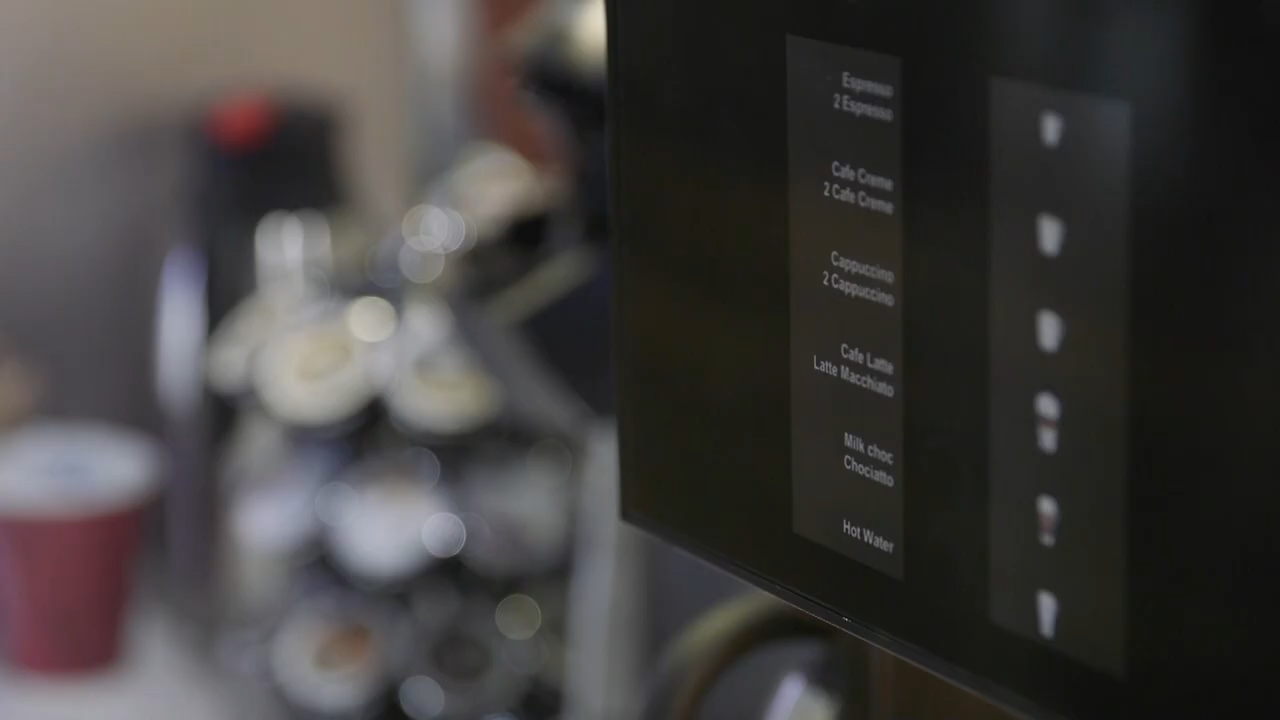 Espresso
2 Espresso
Cafe Creme
2 Cafe Creme
Cappuccino
2 Cappuccino
Cafe Latte
Latte Macchiato
Milk choc
Chociatto
Hot Water